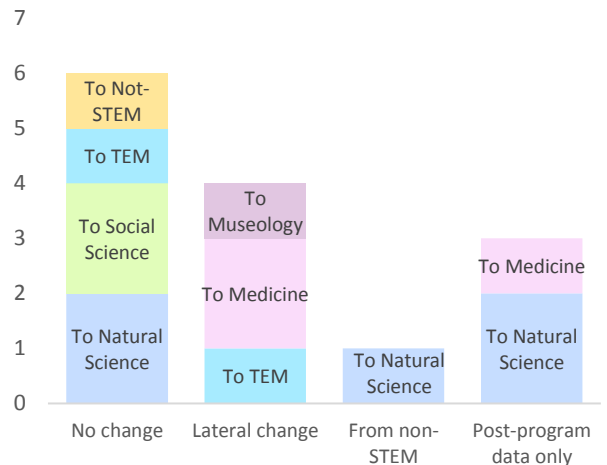 7
6
5
4
3
2
1
0
To Not-
STEM
To TEM
To Social
Science
To Natural
Science
To
Museology
To Medicine
To TEM
To Natural
Science
To Medicine
To Natural
Science
No change
Lateral change
From non-
STEM
Post-program
data only